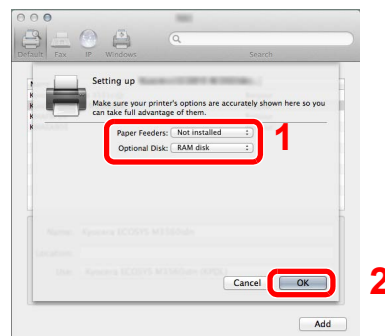 Default Fax IP Windows Search
Setting up
Make sure your printer's options are accurately shown here so you
can take full advantage of them.
Paper Feeders: Not installed
Optional Disk: RAM disk
1
Name: Kyocera ECOSYS
Location:
Use: Kyocera ECOSYS
Cancel OK
2
Add